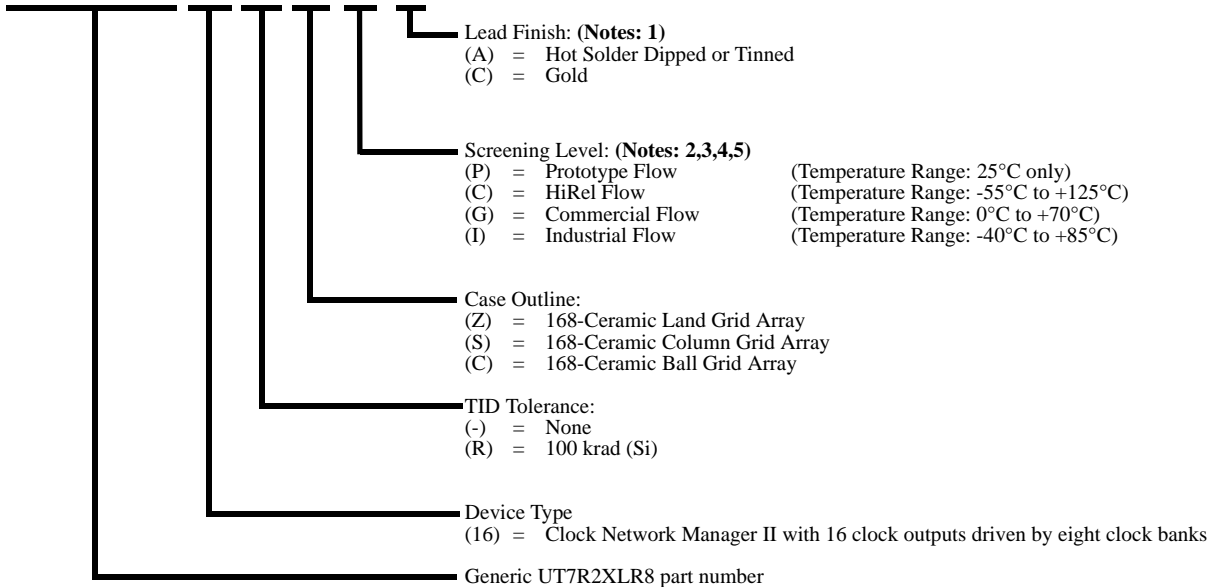 Lead Finish: (Notes: 1)
(A) = Hot Solder Dipped or Tinned
(C) = Gold
Screening Level: (Notes: 2,3,4,5)
(P) = Prototype Flow (Temperature Range: 25°C only)
(C) = HiRel Flow (Temperature Range: -55°C to +125°C)
(G) = Commercial Flow (Temperature Range: 0°C to +70°C)
(I) = Industrial Flow (Temperature Range: -40°C to +85°C)
Case Outline:
(Z) = 168-Ceramic Land Grid Array
(S) = 168-Ceramic Column Grid Array
(C) = 168-Ceramic Ball Grid Array
TID Tolerance:
(-) = None
(R) = 100 krad (Si)
Device Type
(16) = Clock Network Manager II with 16 clock outputs driven by eight clock banks
Generic UT7R2XLR8 part number